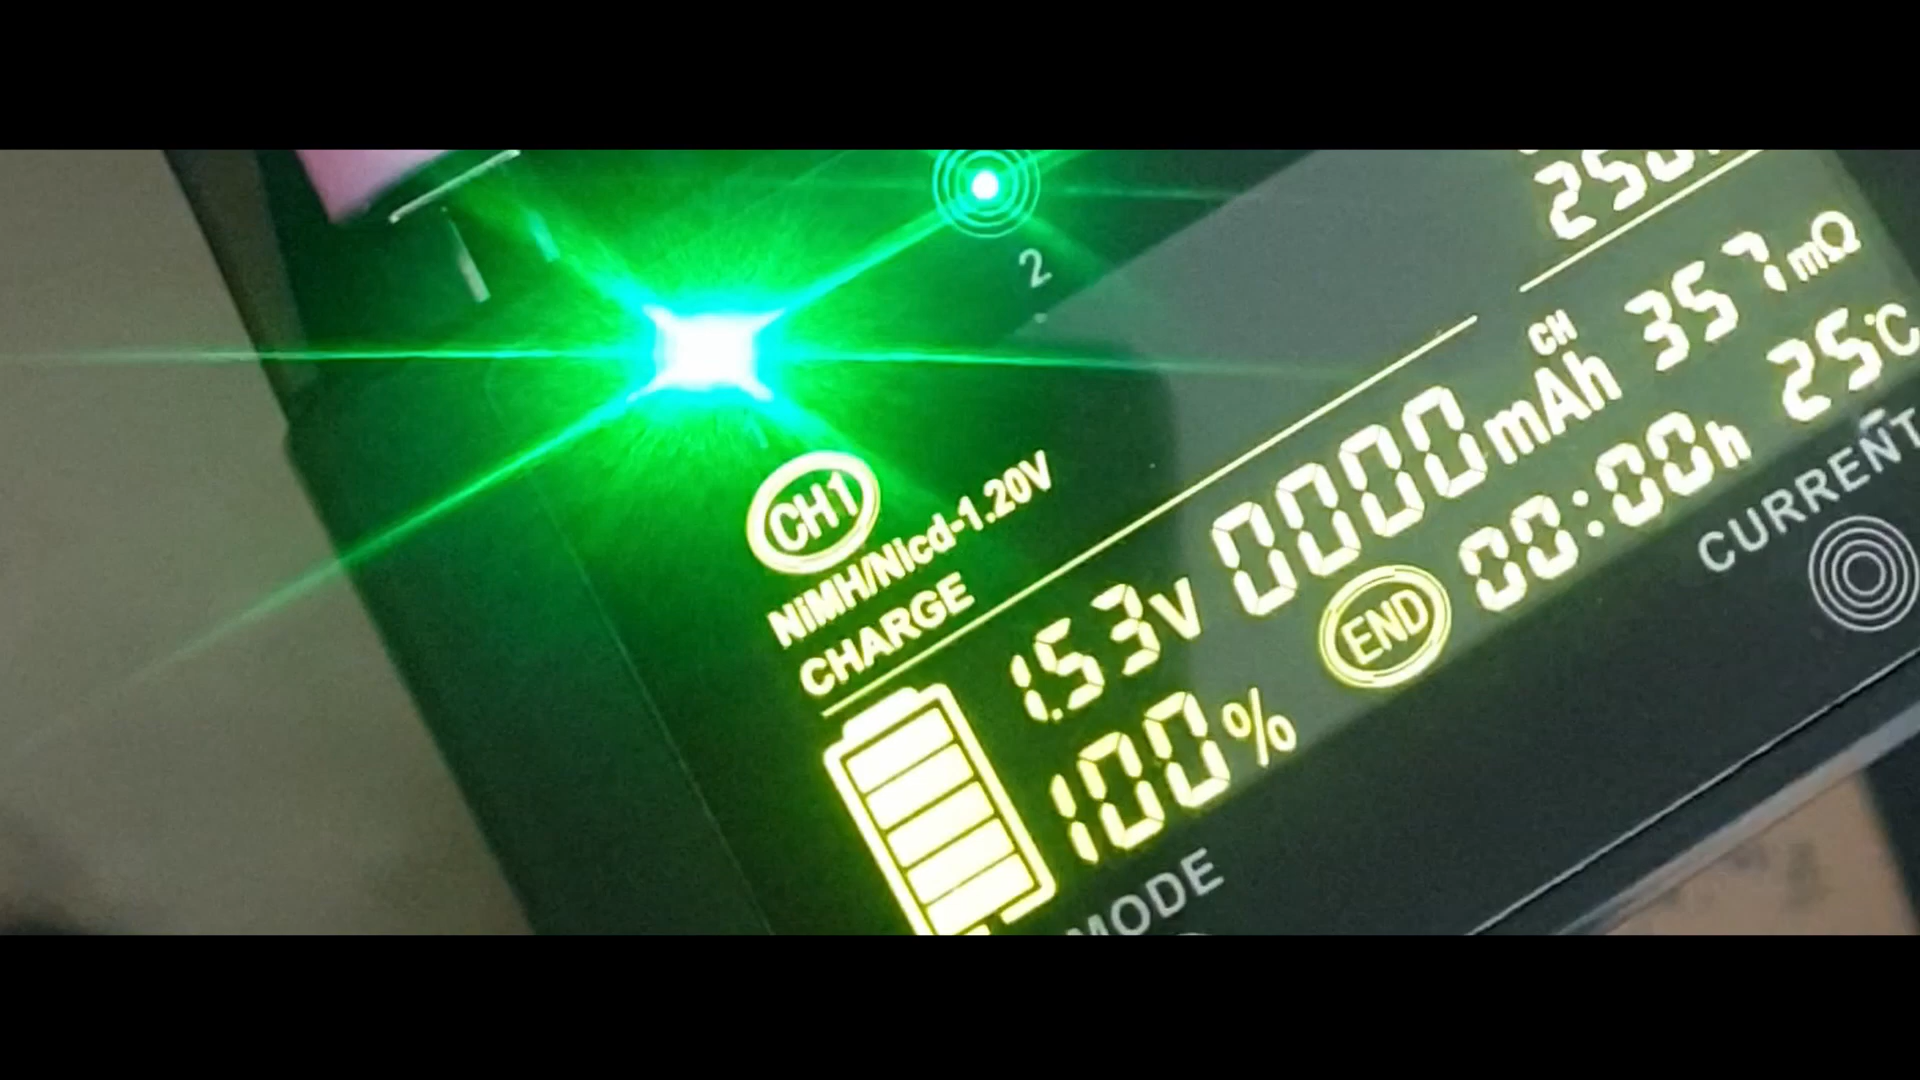 2
CH1
NiMH/Nicd-1.20V
CHARGE
CH
1.53V 0000mAh 357mΩ
100% END 00:00h 25°C
MODE
CURRENT